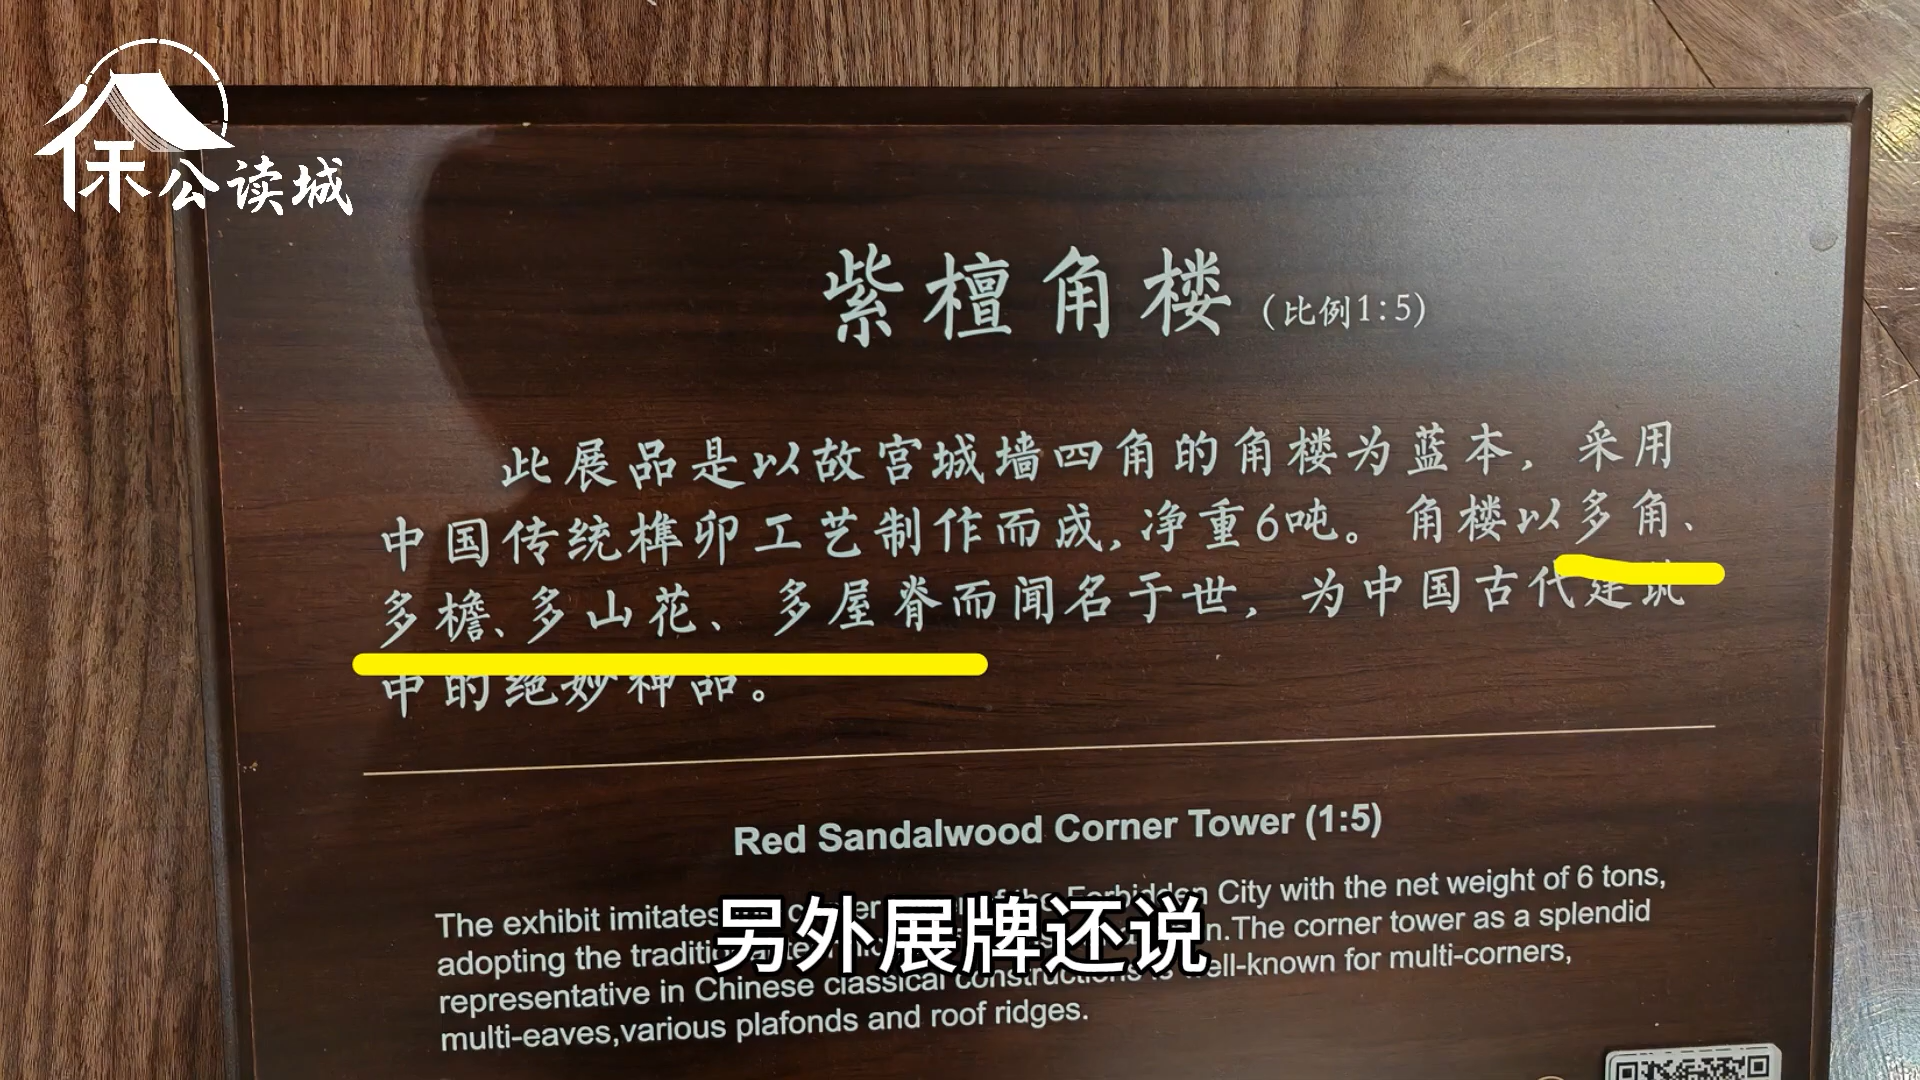 保公读城
紫檀角楼(比例1:5)
此展品是以故宫城墙四角的角楼为蓝本，采用
中国传统榫卯工艺制作而成,净重6吨。角楼以多角、
多檐、多山花、多屋脊而闻名于世，为中国古代建筑
中的绝妙神品。
Red Sandalwood Corner Tower (1:5)
The exhibit imitates er of the Forbidden City with the net weight of 6 tons,
adopting the n.The corner tower as a splendid
representative in Chinese classical constructions is well-known for multi-corners,
multi-eaves,various plafonds and roof ridges.
另外展牌还说